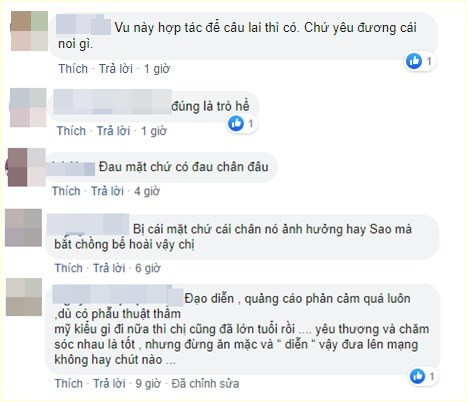 Vu này hợp tác để câu lai thì có. Chứ yêu đương cái
noi gì.
Thích · Trả lời · 1 giờ
1
đúng là trò hề
Thích · Trả lời · 1 giờ
1
Đau mặt chứ có đau chân đâu
Thích · Trả lời · 4 giờ
Bị cái mặt chứ cái chân nó ảnh hưởng hay Sao mà
bắt chồng bế hoài vậy chị
Thích · Trả lời · 6 giờ
Đạo diễn , quảng cáo phản cảm quá luôn
,dù có phẫu thuật thẩm
mỹ kiểu gi đi nữa thì chị cũng đã lớn tuổi rồi .... yêu thương và chăm
sóc nhau là tốt , nhưng đừng ăn mặc và “ diễn “ vậy đưa lên mạng
không hay chút nào ...
Thích · Trả lời · 9 giờ · Đã chỉnh sửa